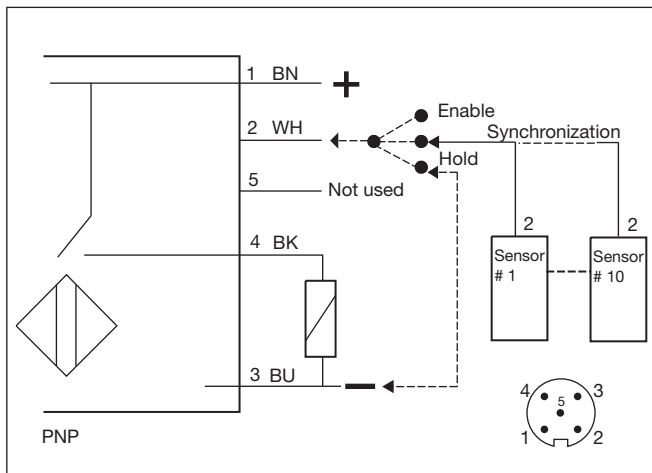 1 BN +
Enable
2 WH
Synchronization
Hold
5 Not used
2 2
4 BK
Sensor # 1
Sensor # 10
3 BU −
4 5 3
1 2
PNP